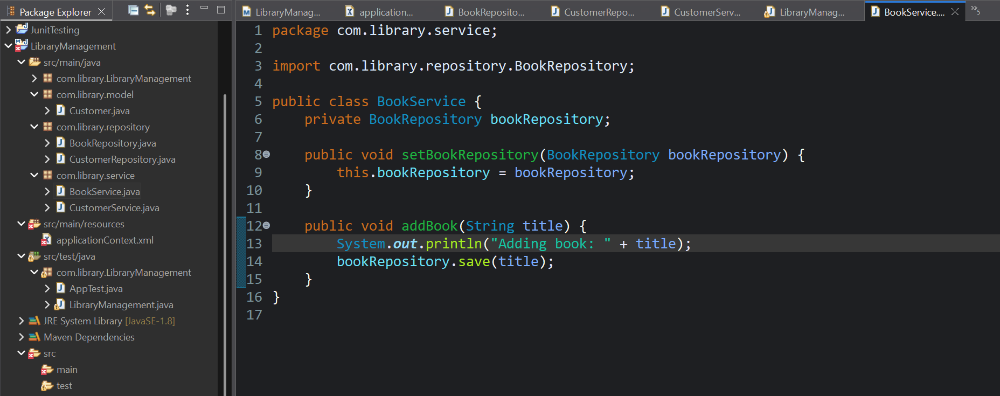 Package Explorer
JunitTesting
LibraryManagement
src/main/java
com.library.LibraryManagement
com.library.model
Customer.java
com.library.repository
BookRepository.java
CustomerRepository.java
com.library.service
BookService.java
CustomerService.java
src/main/resources
applicationContext.xml
src/test/java
com.library.LibraryManagement
AppTest.java
LibraryManagement.java
JRE System Library [JavaSE-1.8]
Maven Dependencies
src
main
test
LibraryManag... application... BookReposito... CustomerRepo... CustomerServ... LibraryManag... BookService.... »5
1 package com.library.service;
2
3 import com.library.repository.BookRepository;
4
5 public class BookService {
6     private BookRepository bookRepository;
7
8     public void setBookRepository(BookRepository bookRepository) {
9         this.bookRepository = bookRepository;
10     }
11
12     public void addBook(String title) {
13         System.out.println("Adding book: " + title);
14         bookRepository.save(title);
15     }
16 }
17